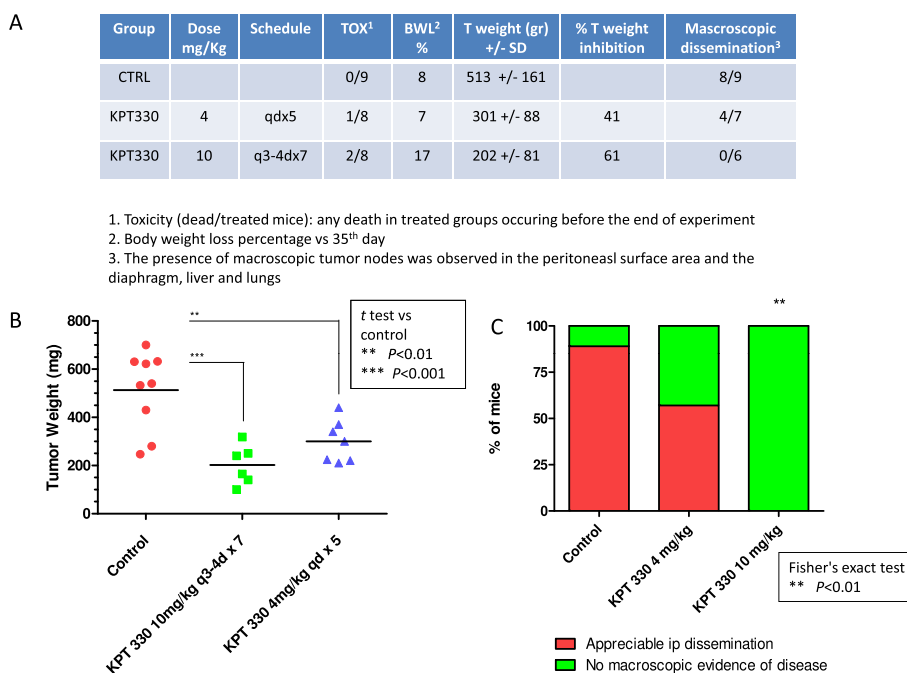 A
Group Dose mg/Kg Schedule TOX1 BWL2 % T weight (gr) +/- SD % T weight inhibition Mascroscopic dissemination3
CTRL 0/9 8 513 +/- 161 8/9
KPT330 4 qdx5 1/8 7 301 +/- 88 41 4/7
KPT330 10 q3-4dx7 2/8 17 202 +/- 81 61 0/6
1. Toxicity (dead/treated mice): any death in treated groups occuring before the end of experiment
2. Body weight loss percentage vs 35th day
3. The presence of macroscopic tumor nodes was observed in the peritoneasl surface area and the
diaphragm, liver and lungs
B
Tumor Weight (mg)
800
600
400
200
0
**
***
t test vs
control
** P<0.01
*** P<0.001
Control
KPT 330 10mg/kg q3-4d x 7
KPT 330 4mg/kg qd x 5
C
% of mice
100
75
50
25
0
**
Control
KPT 330 4 mg/kg
KPT 330 10 mg/kg
Fisher's exact test
** P<0.01
Appreciable ip dissemination
No macroscopic evidence of disease